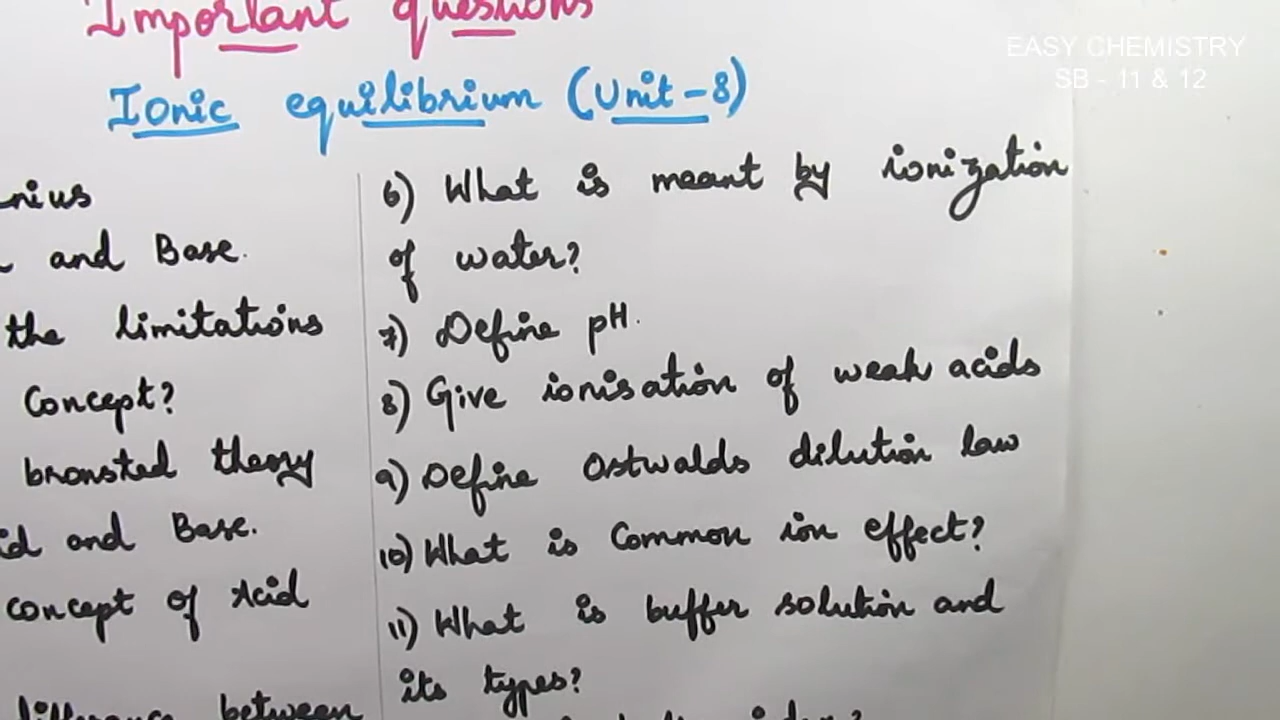 Important questions
EASY CHEMISTRY
SB - 11 & 12
Ionic equilibrium (Unit-8)
nius
and Base.
the limitations
Concept?
bronsted theory
id and Base.
concept of Acid
difference between
6) What is meant by ionization
of water?
7) Define pH.
8) Give ionisation of weak acids
9) Define Ostwalds dilution law
10) What is Common ion effect?
11) What is buffer solution and
its types?